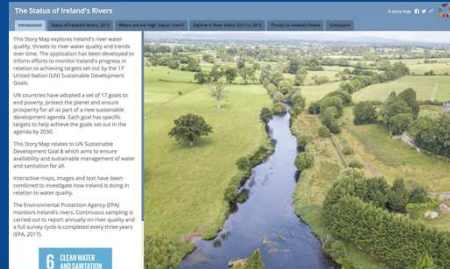 The Status of Ireland's Rivers
A story map
Introduction
Status of Ireland's Rivers, 2015
Where are the 'High Status' rivers?
Decline in River Status 2012 to 2015
Threats to Ireland's Rivers
Conclusion
This Story Map explores Ireland's river water
quality, threats to river water quality and trends
over time. The application has been developed to
inform efforts to monitor Ireland's progress in
relation to achieving targets set out by the 17
United Nation (UN) Sustainable Development
Goals.
UN countries have adopted a set of 17 goals to
end poverty, protect the planet and ensure
prosperity for all as part of a new sustainable
development agenda. Each goal has specific
targets to help achieve the goals set out in the
agenda by 2030.
This Story Map relates to UN Sustainable
Development Goal 6 which aims to ensure
availability and sustainable management of water
and sanitation for all.
Interactive maps, images and text have been
combined to investigate how Ireland is doing in
relation to water quality.
The Environmental Protection Agency (EPA)
monitors Ireland's rivers. Continuous sampling is
carried out to report annually on river quality and
a full survey cycle is completed every three years
(EPA, 2017).
6 CLEAN WATER
AND SANITATION